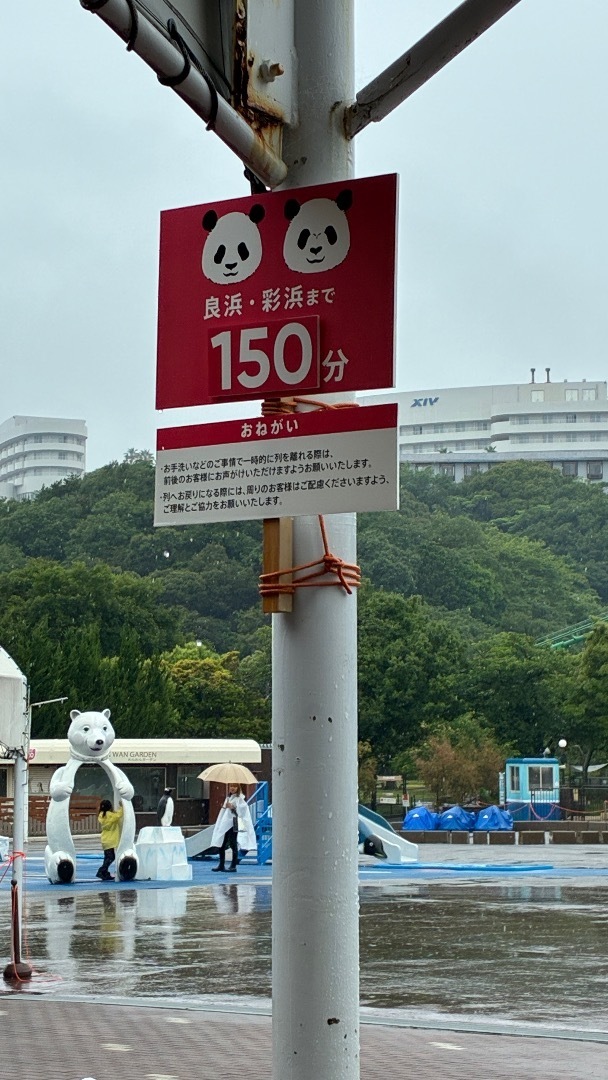 良浜・彩浜まで
150分
XIV
おねがい
・お手洗いなどのご事情で一時的に列を離れる際は、
前後のお客様にお声がけいただけますようお願いいたします。
・列へお戻りになる際には、周りのお客様はご配慮くださいますよう、
ご理解とご協力をお願いいたします。
WAN GARDEN